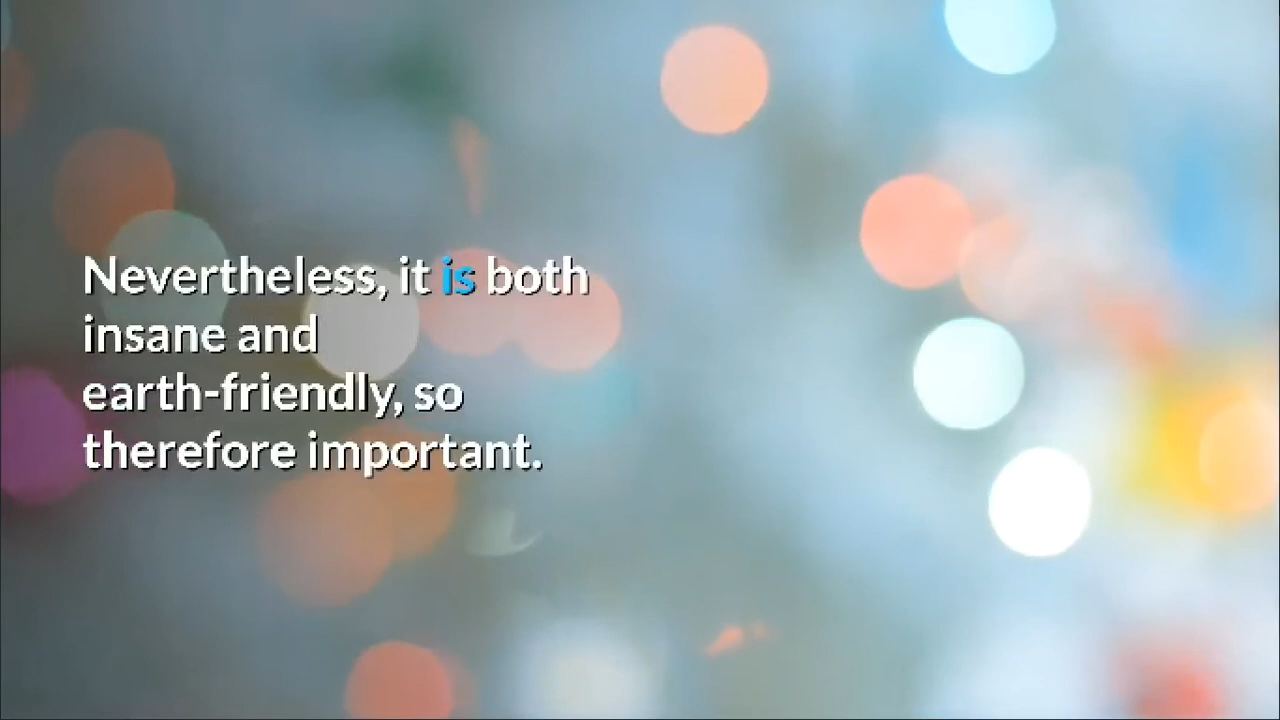 Nevertheless, it is both
insane and
earth-friendly, so
therefore important.